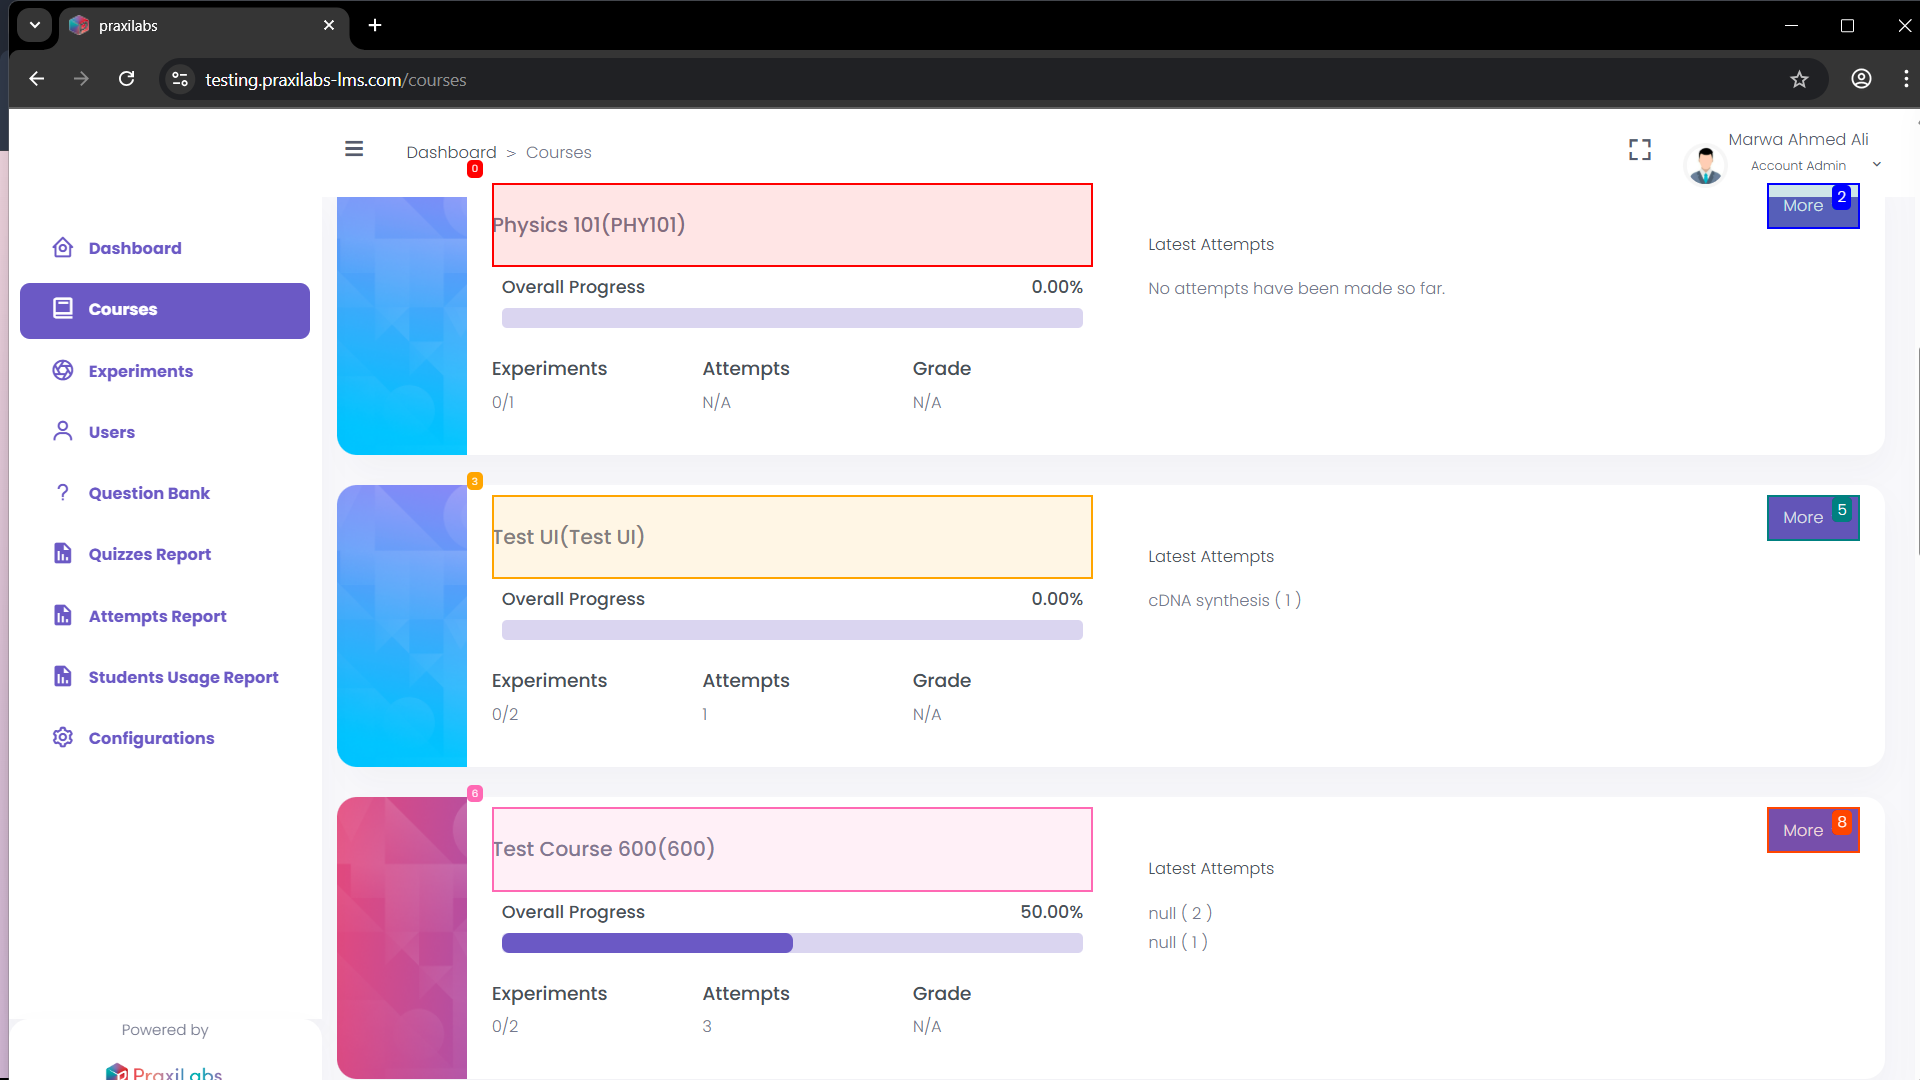 praxilabs
testing.praxilabs-lms.com/courses
Dashboard > Courses
Marwa Ahmed Ali
Account Admin
Dashboard
Courses
Experiments
Users
? Question Bank
Quizzes Report
Attempts Report
Students Usage Report
Configurations
Powered by
PraxiLabs
0
Physics 101(PHY101)
Overall Progress 0.00%
Experiments Attempts Grade
0/1 N/A N/A
Latest Attempts
No attempts have been made so far.
More 2
3
Test UI(Test UI)
Overall Progress 0.00%
Experiments Attempts Grade
0/2 1 N/A
Latest Attempts
cDNA synthesis ( 1 )
More 5
6
Test Course 600(600)
Overall Progress 50.00%
Experiments Attempts Grade
0/2 3 N/A
Latest Attempts
null ( 2 )
null ( 1 )
More 8